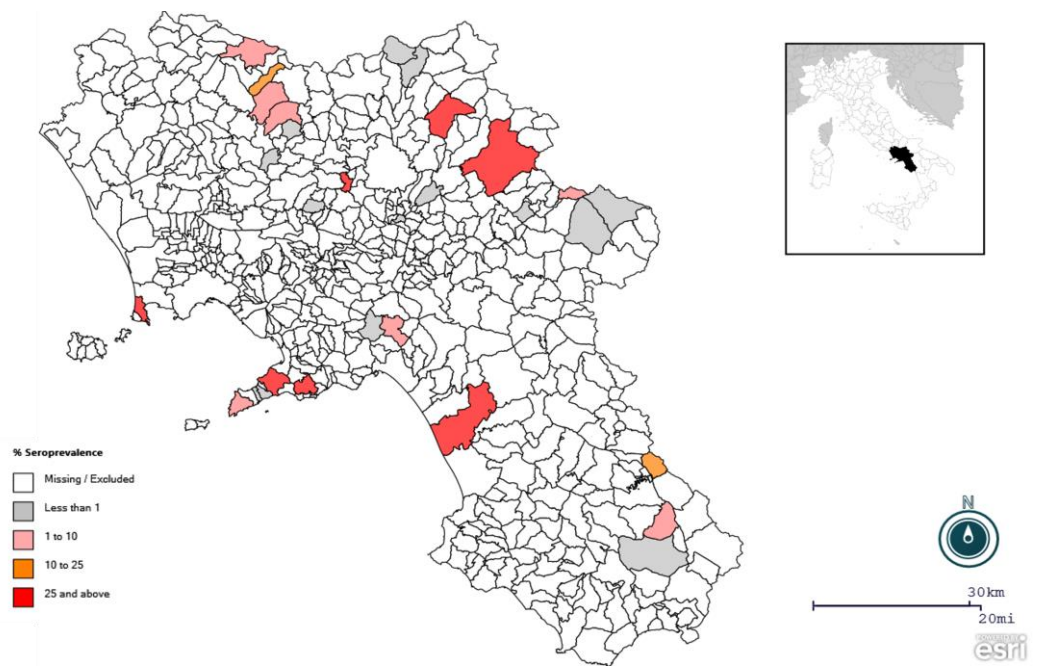 % Seroprevalence
Missing / Excluded
Less than 1
1 to 10
10 to 25
25 and above
N
30km
20mi
esri